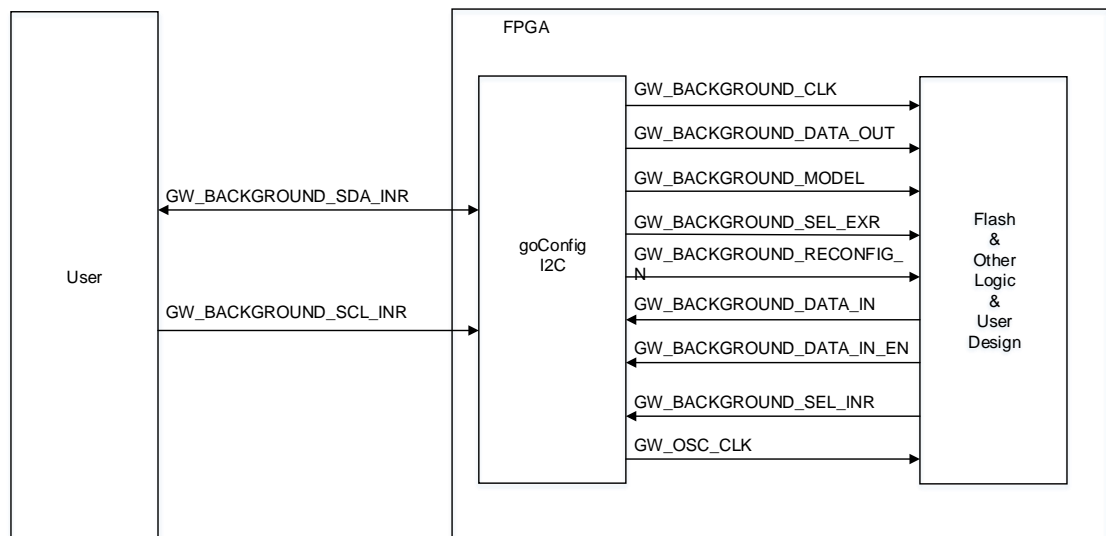 FPGA
GW_BACKGROUND_CLK
GW_BACKGROUND_DATA_OUT
GW_BACKGROUND_MODEL
GW_BACKGROUND_SDA_INR
GW_BACKGROUND_SEL_EXR
goConfig
I2C
GW_BACKGROUND_RECONFIG_
N
User
GW_BACKGROUND_SCL_INR
GW_BACKGROUND_DATA_IN
GW_BACKGROUND_DATA_IN_EN
GW_BACKGROUND_SEL_INR
GW_OSC_CLK
Flash
&
Other
Logic
&
User
Design